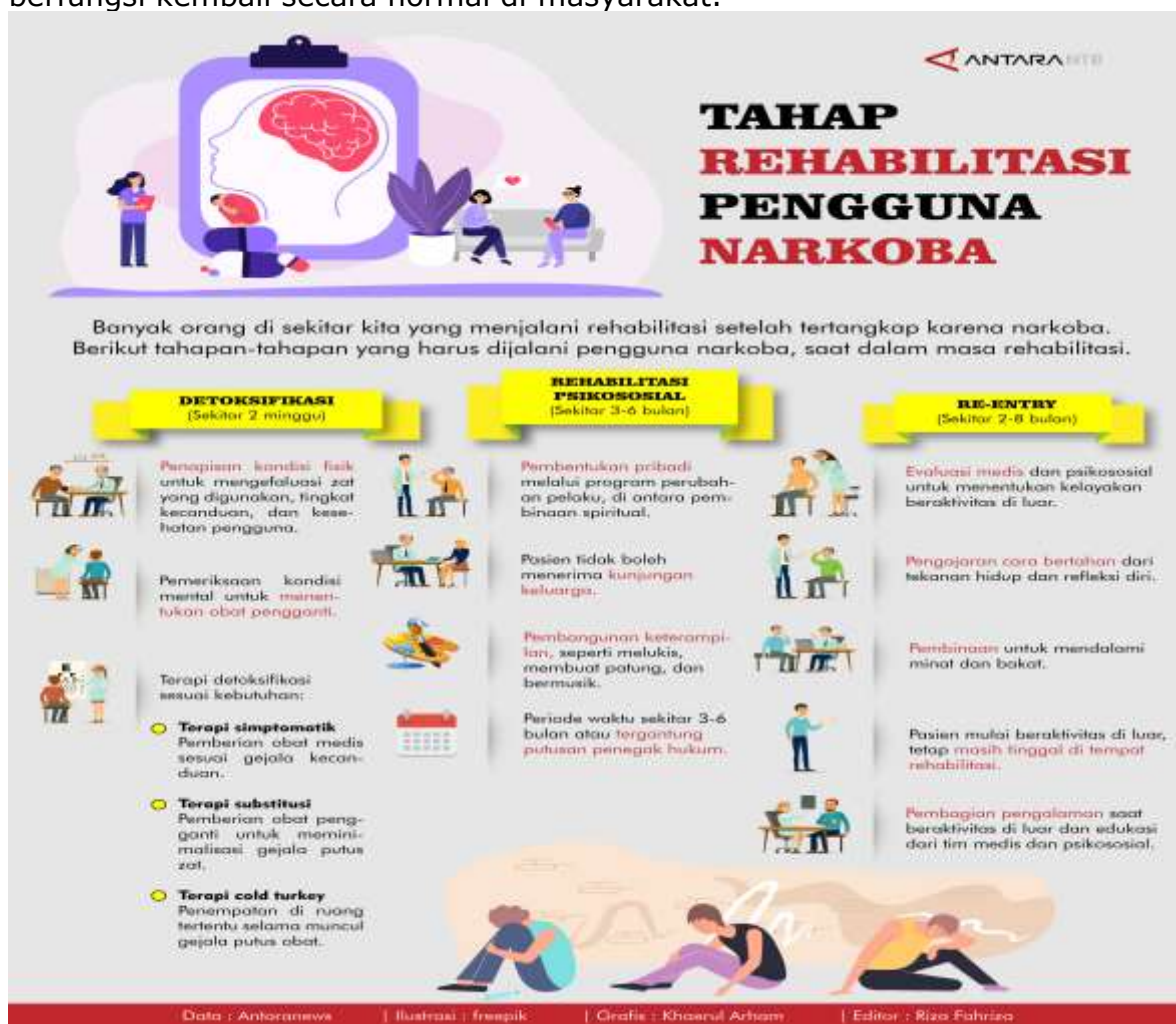 berfungsi kembali secara normal di masyarakat.
ANTARA NTB
TAHAP
REHABILITASI
PENGGUNA
NARKOBA
Banyak orang di sekitar kita yang menjalani rehabilitasi setelah tertangkap karena narkoba.
Berikut tahapan-tahapan yang harus dijalani pengguna narkoba, saat dalam masa rehabilitasi.
DETOKSIFIKASI
(Sekitar 2 minggu)
Penapisan kondisi fisik
untuk mengefaluasi zat
yang digunakan, tingkat
kecanduan, dan kese-
hatan pengguna.
Pemeriksaan kondisi
mental untuk menen-
tukan obat pengganti.
Terapi detoksifikasi
sesuai kebutuhan:
Terapi simptomatik
Pemberian obat medis
sesuai gejala kecan-
duan.
Terapi substitusi
Pemberian obat peng-
ganti untuk memini-
malisasi gejala putus
zat.
Terapi cold turkey
Penempatan di ruang
tertentu selama muncul
gejala putus obat.
REHABILITASI
PSIKOSOSIAL
(Sekitar 3-6 bulan)
Pembentukan pribadi
melalui program perubah-
an pelaku, di antara pem-
binaan spiritual.
Pasien tidak boleh
menerima kunjungan
keluarga.
Pembangunan keterampi-
lan, seperti melukis,
membuat patung, dan
bermusik.
Periode waktu sekitar 3-6
bulan atau tergantung
putusan penegak hukum.
RE-ENTRY
(Sekitar 2-8 bulan)
Evaluasi medis dan psikososial
untuk menentukan kelayakan
beraktivitas di luar.
Pengajaran cara bertahan dari
tekanan hidup dan refleksi diri.
Pembinaan untuk mendalami
minat dan bakat.
Pasien mulai beraktivitas di luar,
tetap masih tinggal di tempat
rehabilitasi.
Pembagian pengalaman saat
beraktivitas di luar dan edukasi
dari tim medis dan psikososial.
Data : Antaranews | Ilustrasi : freepik | Grafis : Khaerul Arham | Editor : Riza Fahriza